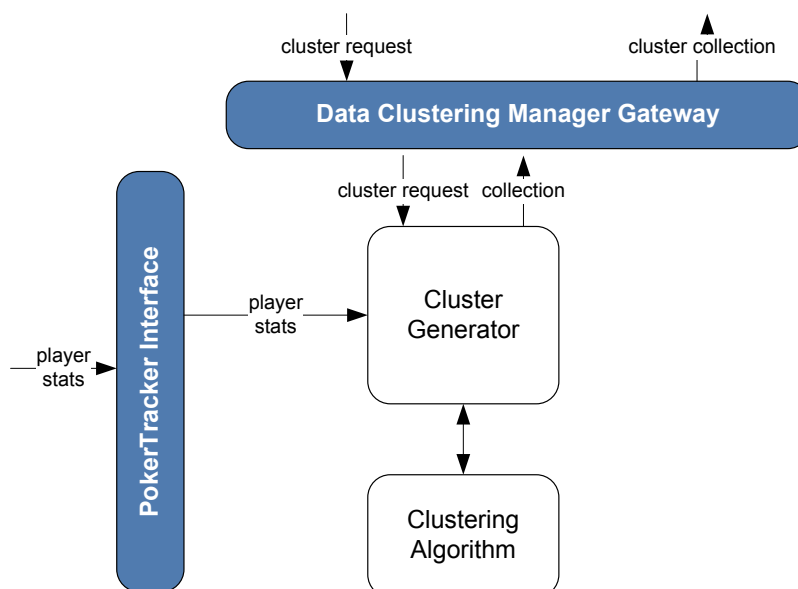 cluster request
cluster collection
Data Clustering Manager Gateway
cluster request
collection
PokerTracker Interface
player
stats
player
stats
Cluster
Generator
Clustering
Algorithm